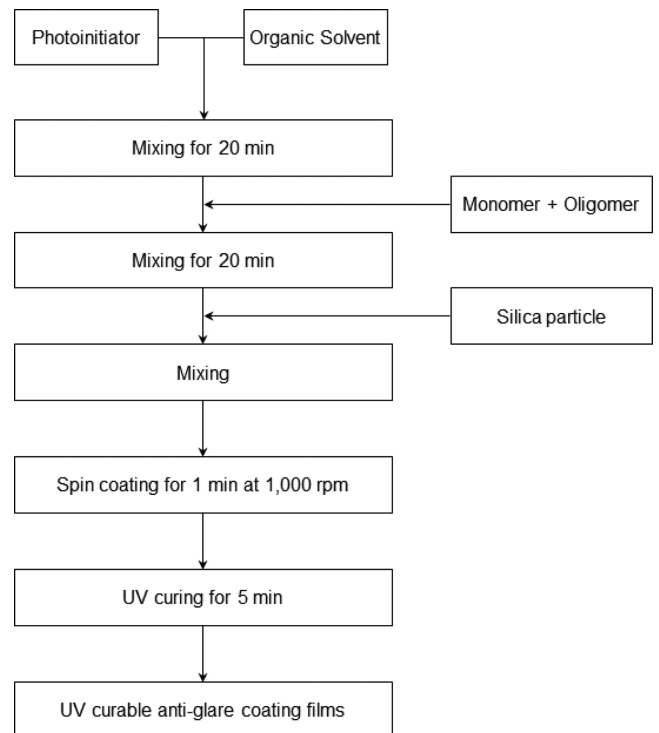 Photoinitiator
Organic Solvent
Mixing for 20 min
Monomer + Oligomer
Mixing for 20 min
Silica particle
Mixing
Spin coating for 1 min at 1,000 rpm
UV curing for 5 min
UV curable anti-glare coating films